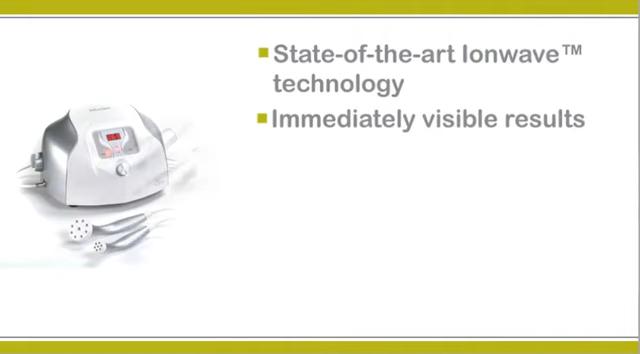 State-of-the-art Ionwave™
technology
Immediately visible results